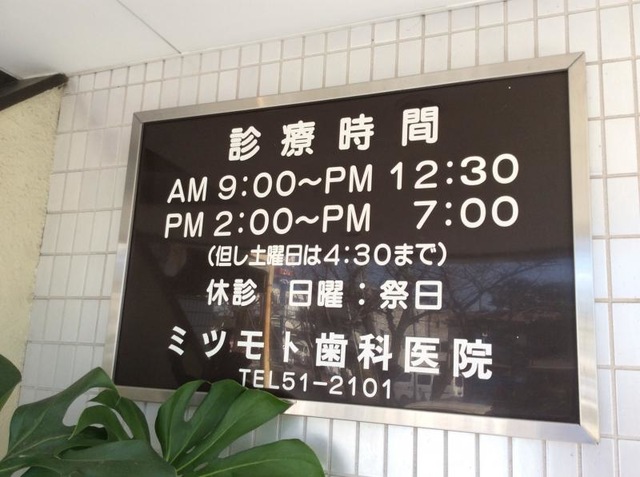 診療時間
AM 9:00〜PM 12:30
PM 2:00〜PM 7:00
(但し土曜日は4:30まで)
休診 日曜：祭日
ミツモト歯科医院
TEL51-2101